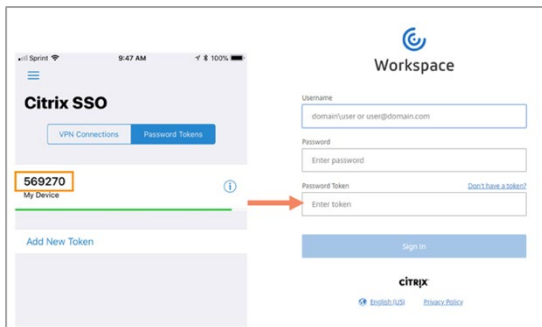 Sprint 9:47 AM 100%
Citrix SSO
VPN Connections Password Tokens
569270
My Device
Add New Token
Workspace
Username
domain\user or user@domain.com
Password
Enter password
Password Token Don't have a token?
Enter token
Sign In
CITRIX
English (US) Privacy Policy